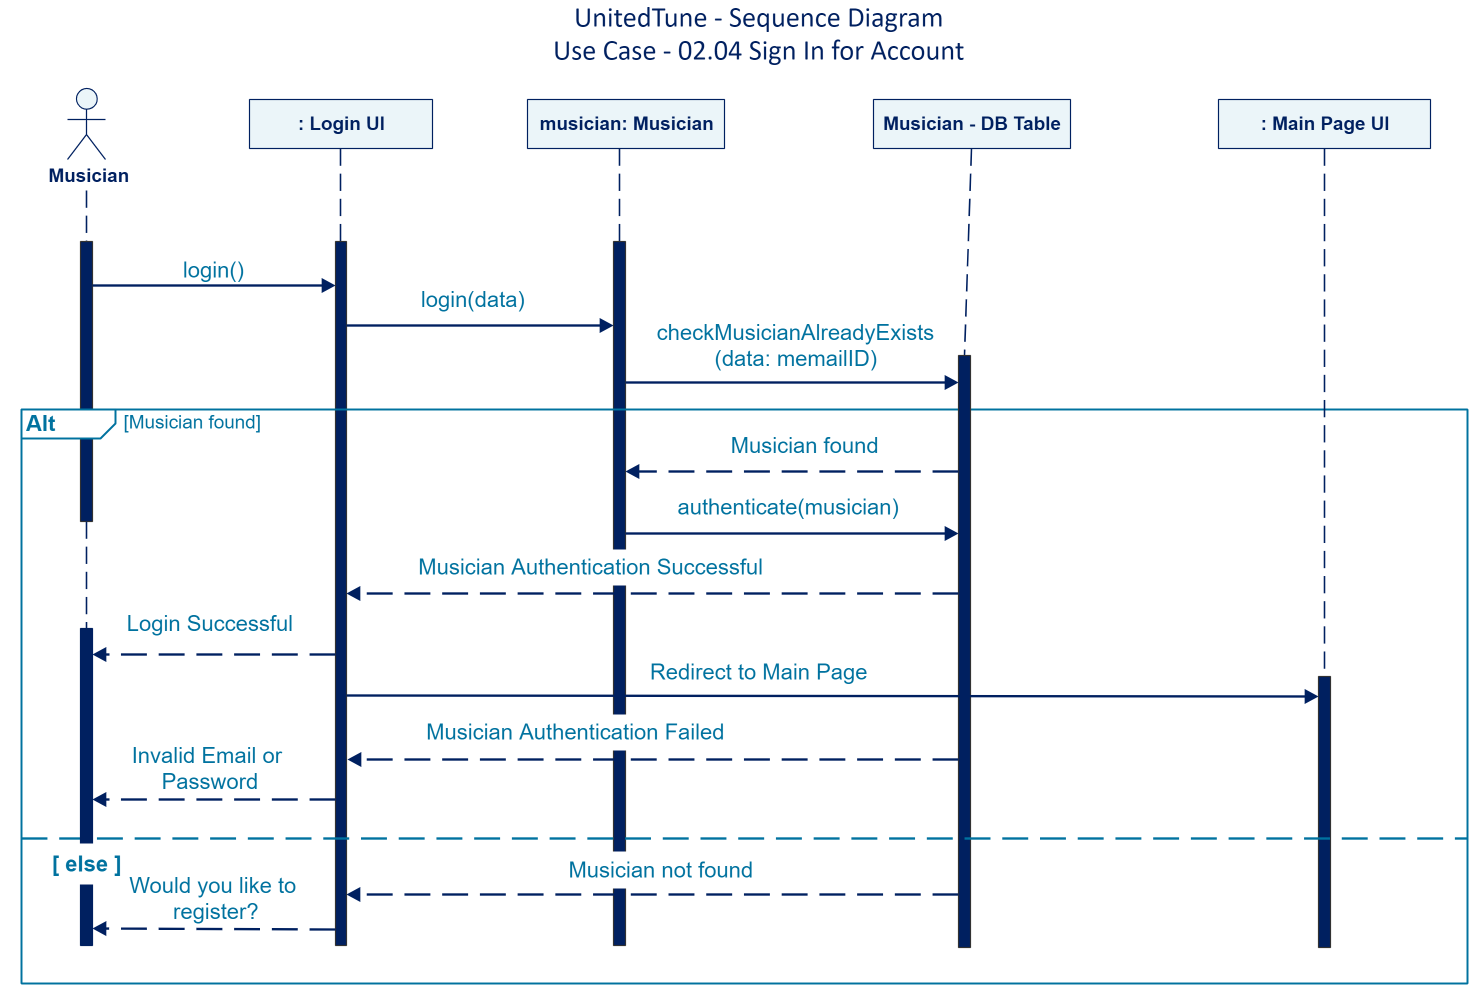 UnitedTune - Sequence Diagram
Use Case - 02.04 Sign In for Account
Musician
: Login UI
musician: Musician
Musician - DB Table
: Main Page UI
login()
login(data)
checkMusicianAlreadyExists
(data: memailID)
Alt
[Musician found]
Musician found
authenticate(musician)
Musician Authentication Successful
Login Successful
Redirect to Main Page
Musician Authentication Failed
Invalid Email or
Password
[ else ]
Musician not found
Would you like to
register?